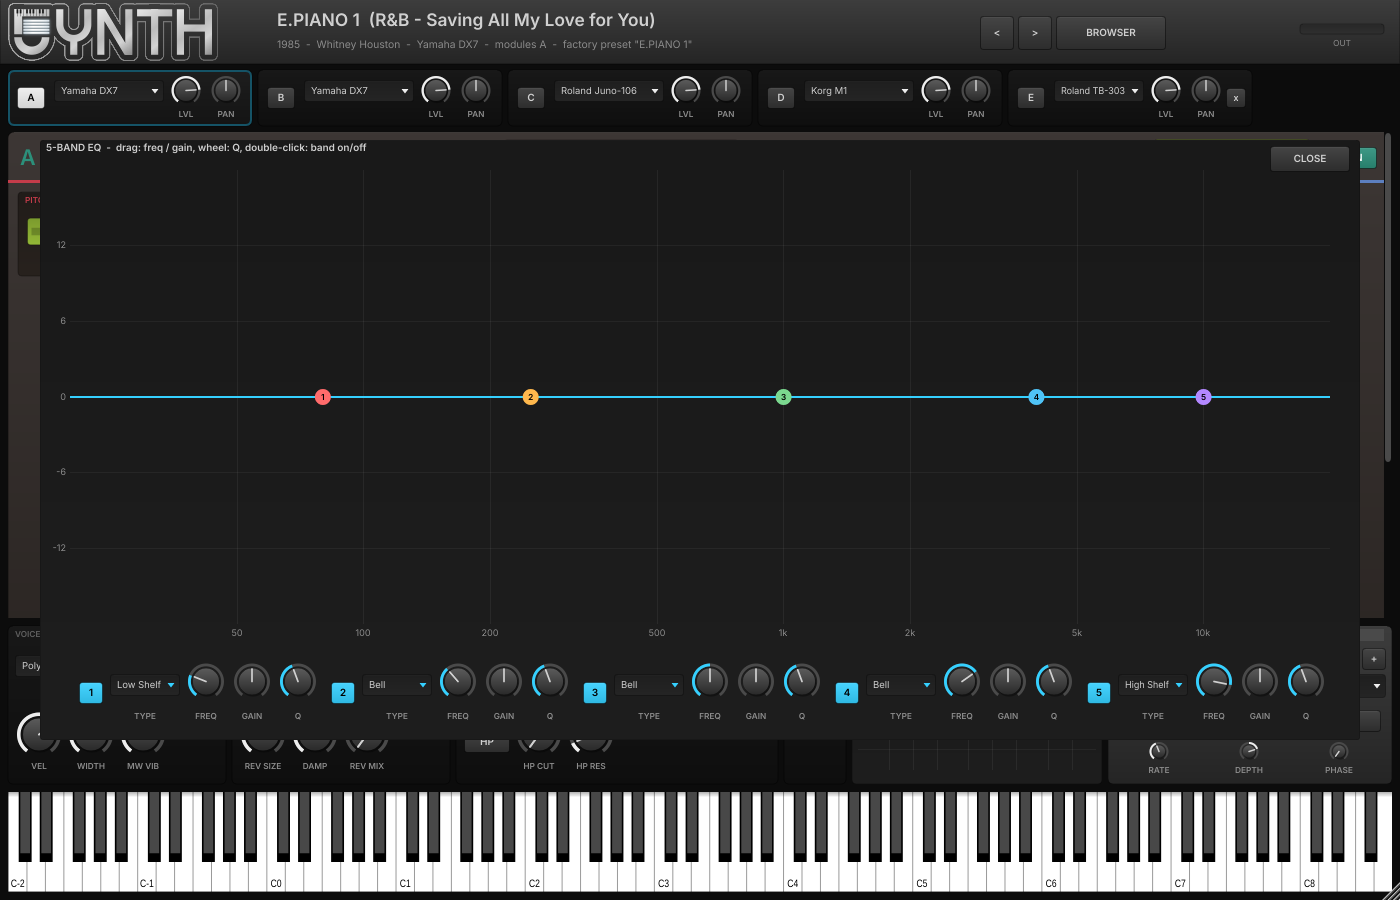 CYNTH
E.PIANO 1 (R&B - Saving All My Love for You)
1985 - Whitney Houston - Yamaha DX7 - modules A - factory preset "E.PIANO 1"
< > BROWSER
OUT
A Yamaha DX7 LVL PAN
B Yamaha DX7 LVL PAN
C Roland Juno-106 LVL PAN
D Korg M1 LVL PAN
E Roland TB-303 LVL PAN x
A
5-BAND EQ - drag: freq / gain, wheel: Q, double-click: band on/off
CLOSE
12
6
0
-6
-12
1 2 3 4 5
50 100 200 500 1k 2k 5k 10k
VOICE
Poly
+
1 Low Shelf 2 Bell 3 Bell 4 Bell 5 High Shelf
TYPE FREQ GAIN Q TYPE FREQ GAIN Q TYPE FREQ GAIN Q TYPE FREQ GAIN Q TYPE FREQ GAIN Q
HP
VEL WIDTH MW VIB REV SIZE DAMP REV MIX HP CUT HP RES RATE DEPTH PHASE
C-2 C-1 C0 C1 C2 C3 C4 C5 C6 C7 C8